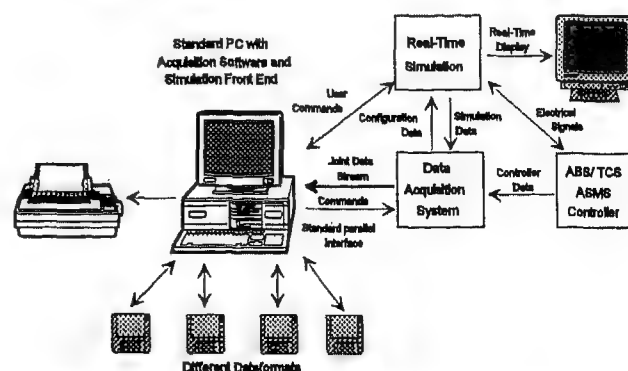 Standard PC with
Acquisition Software and
Simulation Front End
User
Commands
Real-Time
Simulation
Real-Time
Display
Configuration
Data
Simulation
Data
Electrical
Signals
Joint Data
Stream
Commands
Standard parallel
Interface
Data
Acquisition
System
Controller
Data
ABS/TCS
ASMS
Controller
Different Dataformats